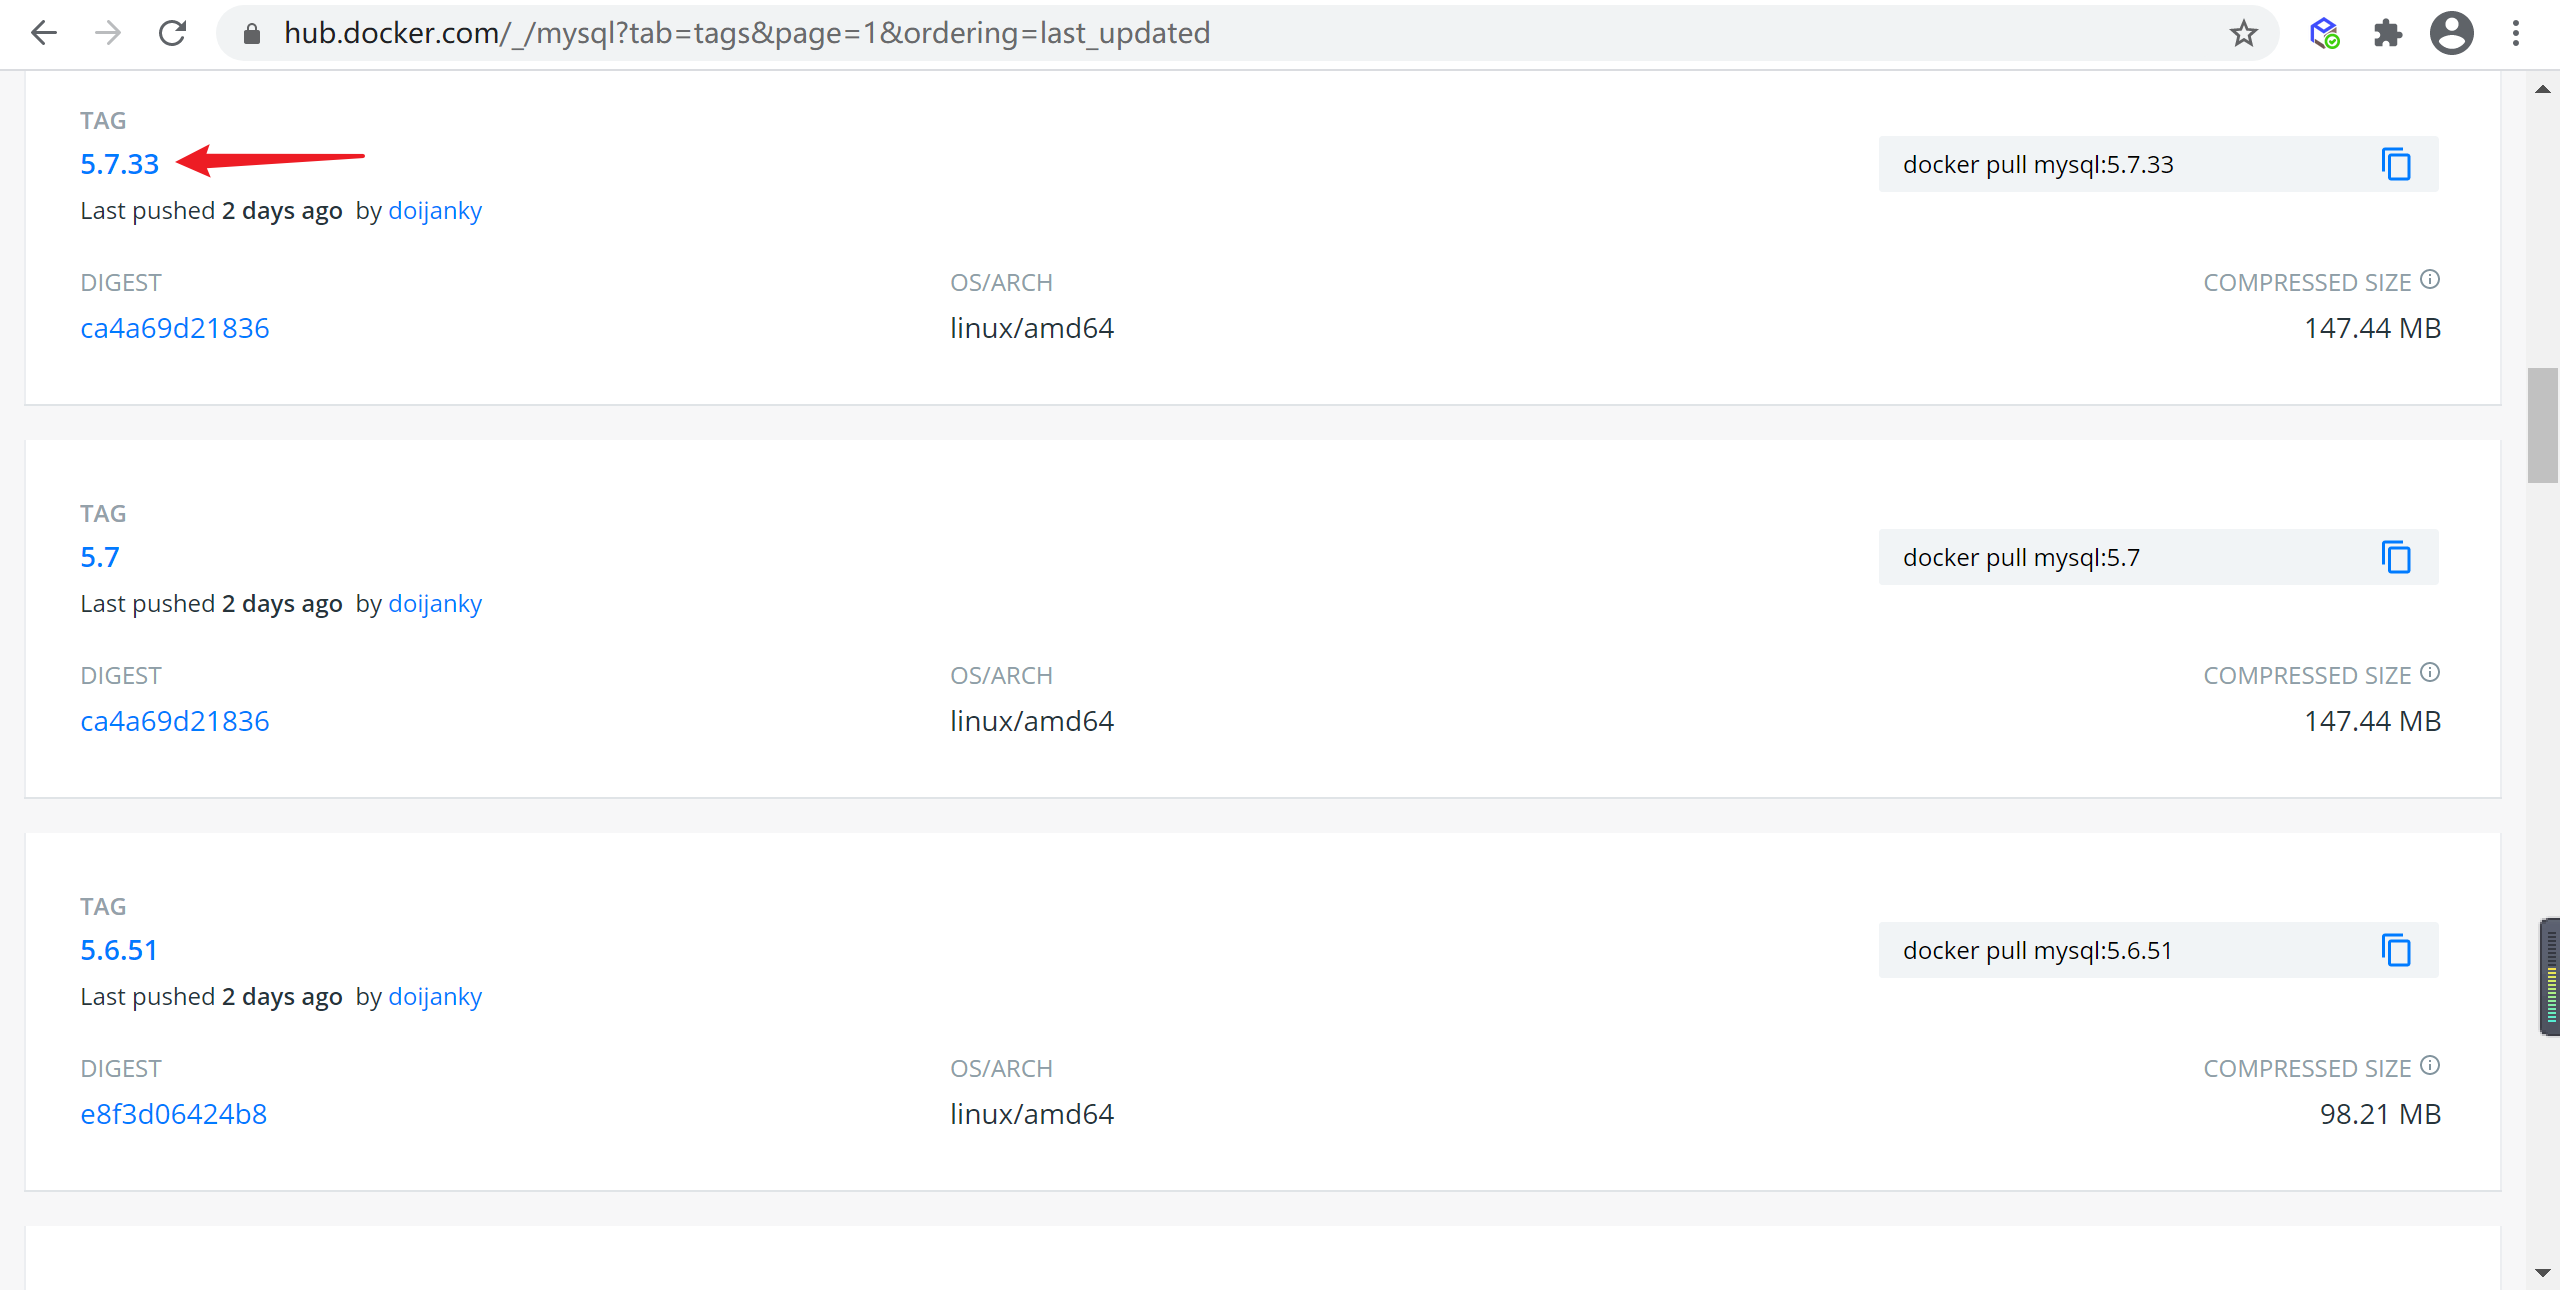 hub.docker.com/_/mysql?tab=tags&page=1&ordering=last_updated
TAG
5.7.33
docker pull mysql:5.7.33
Last pushed 2 days ago by doijanky
DIGEST OS/ARCH COMPRESSED SIZE
ca4a69d21836 linux/amd64 147.44 MB
TAG
5.7
docker pull mysql:5.7
Last pushed 2 days ago by doijanky
DIGEST OS/ARCH COMPRESSED SIZE
ca4a69d21836 linux/amd64 147.44 MB
TAG
5.6.51
docker pull mysql:5.6.51
Last pushed 2 days ago by doijanky
DIGEST OS/ARCH COMPRESSED SIZE
e8f3d06424b8 linux/amd64 98.21 MB